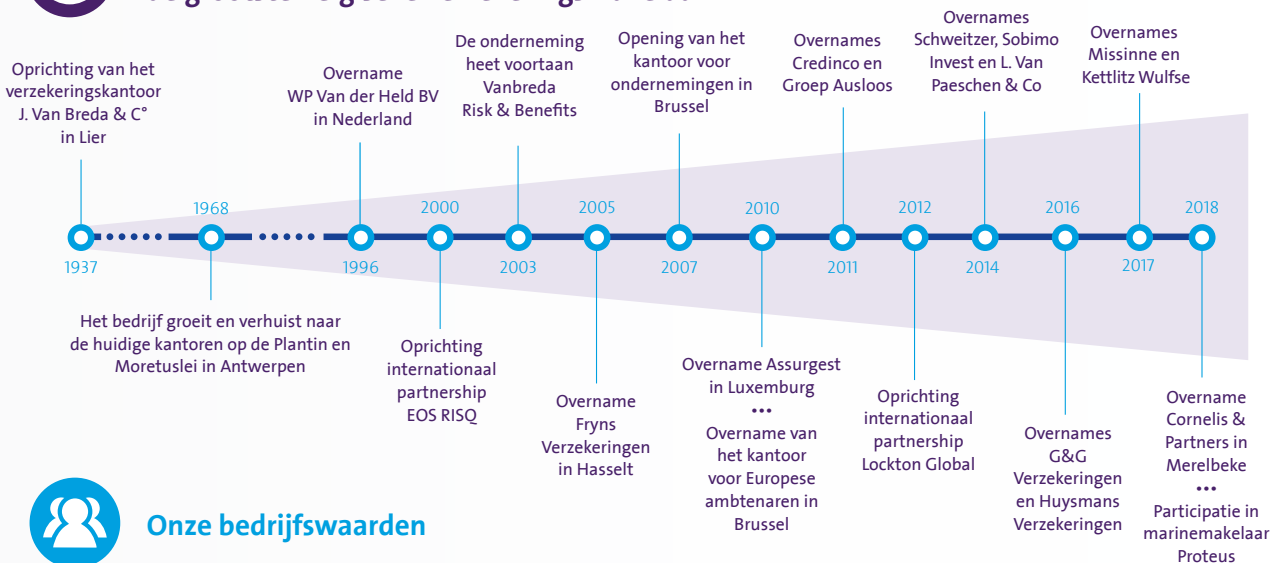 Oprichting van het
verzekeringskantoor
J. Van Breda & C°
in Lier
1937
1968
Het bedrijf groeit en verhuist naar
de huidige kantoren op de Plantin en
Moretuslei in Antwerpen
Overname
WP Van der Held BV
in Nederland
1996
2000
Oprichting
internationaal
partnership
EOS RISQ
De onderneming
heet voortaan
Vanbreda
Risk & Benefits
2003
2005
Overname
Fryns
Verzekeringen
in Hasselt
Opening van het
kantoor voor
ondernemingen in
Brussel
2007
2010
Overname Assurgest
in Luxemburg
•••
Overname van
het kantoor
voor Europese
ambtenaren in
Brussel
Overnames
Credinco en
Groep Ausloos
2011
2012
Oprichting
internationaal
partnership
Lockton Global
Overnames
Schweitzer, Sobimo
Invest en L. Van
Paeschen & Co
2014
2016
Overnames
G&G
Verzekeringen
en Huysmans
Verzekeringen
Overnames
Missinne en
Kettlitz Wulfse
2017
2018
Overname
Cornelis &
Partners in
Merelbeke
•••
Participatie in
marinemakelaar
Proteus
Onze bedrijfswaarden